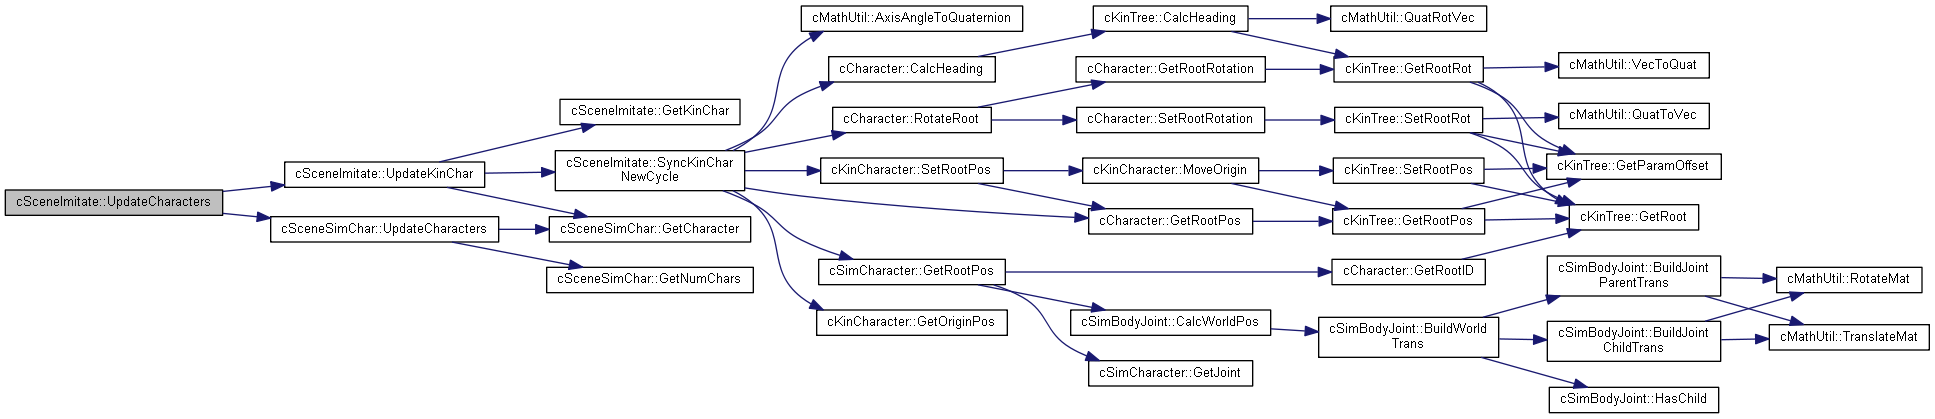 cSceneImitate::UpdateCharacters
cSceneImitate::UpdateKinChar
cSceneSimChar::UpdateCharacters
cSceneImitate::GetKinChar
cSceneImitate::SyncKinChar
NewCycle
cSceneSimChar::GetCharacter
cSceneSimChar::GetNumChars
cMathUtil::AxisAngleToQuaternion
cCharacter::CalcHeading
cCharacter::RotateRoot
cKinCharacter::SetRootPos
cSimCharacter::GetRootPos
cKinCharacter::GetOriginPos
cKinTree::CalcHeading
cCharacter::GetRootRotation
cCharacter::SetRootRotation
cKinCharacter::MoveOrigin
cCharacter::GetRootPos
cSimBodyJoint::CalcWorldPos
cSimCharacter::GetJoint
cMathUtil::QuatRotVec
cKinTree::GetRootRot
cKinTree::SetRootRot
cKinTree::SetRootPos
cKinTree::GetRootPos
cCharacter::GetRootID
cSimBodyJoint::BuildWorld
Trans
cMathUtil::VecToQuat
cMathUtil::QuatToVec
cKinTree::GetParamOffset
cKinTree::GetRoot
cSimBodyJoint::BuildJoint
ParentTrans
cSimBodyJoint::BuildJoint
ChildTrans
cSimBodyJoint::HasChild
cMathUtil::RotateMat
cMathUtil::TranslateMat